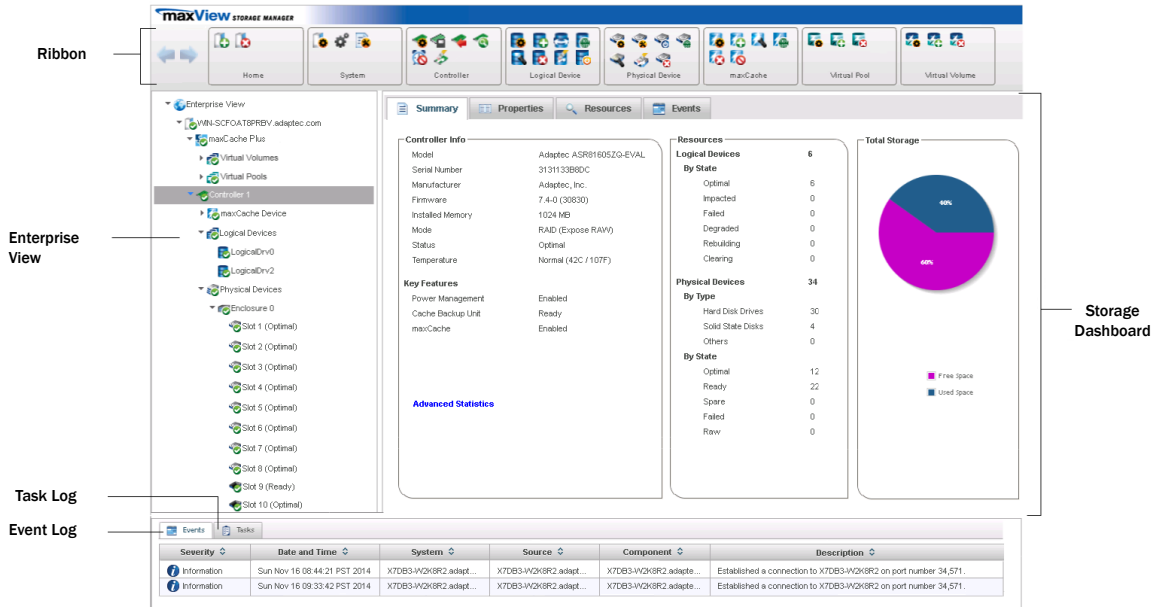 maxView STORAGE MANAGER
Ribbon
Home
System
Controller
Logical Device
Physical Device
maxCache
Virtual Pool
Virtual Volume
Enterprise View
WIN-SCFOAT8PRBV.adaptec.com
maxCache Plus
Virtual Volumes
Virtual Pools
Controller 1
maxCache Device
Logical Devices
LogicalDrv0
LogicalDrv2
Physical Devices
Enclosure 0
Slot 1 (Optimal)
Slot 2 (Optimal)
Slot 3 (Optimal)
Slot 4 (Optimal)
Slot 5 (Optimal)
Slot 6 (Optimal)
Slot 7 (Optimal)
Slot 8 (Optimal)
Slot 9 (Ready)
Slot 10 (Optimal)
Enterprise
View
Summary Properties Resources Events
Controller Info
Model Adaptec ASR81605ZQ-EVAL
Serial Number 3131133B8DC
Manufacturer Adaptec, Inc.
Firmware 7.4-0 (30830)
Installed Memory 1024 MB
Mode RAID (Expose RAW)
Status Optimal
Temperature Normal (42C / 107F)
Key Features
Power Management Enabled
Cache Backup Unit Ready
maxCache Enabled
Advanced Statistics
Resources
Logical Devices 6
By State
Optimal 6
Impacted 0
Failed 0
Degraded 0
Rebuilding 0
Clearing 0
Physical Devices 34
By Type
Hard Disk Drives 30
Solid State Disks 4
Others 0
By State
Optimal 12
Ready 22
Spare 0
Failed 0
Raw 0
Total Storage
40%
60%
Free Space
Used Space
Storage
Dashboard
Task Log
Event Log
Events Tasks
Severity Date and Time System Source Component Description
Information Sun Nov 16 08:44:21 PST 2014 X7DB3-W2K8R2.adapt... X7DB3-W2K8R2.adapt... X7DB3-W2K8R2.adapte... Established a connection to X7DB3-W2K8R2 on port number 34,571.
Information Sun Nov 16 09:33:42 PST 2014 X7DB3-W2K8R2.adapt... X7DB3-W2K8R2.adapt... X7DB3-W2K8R2.adapte... Established a connection to X7DB3-W2K8R2 on port number 34,571.